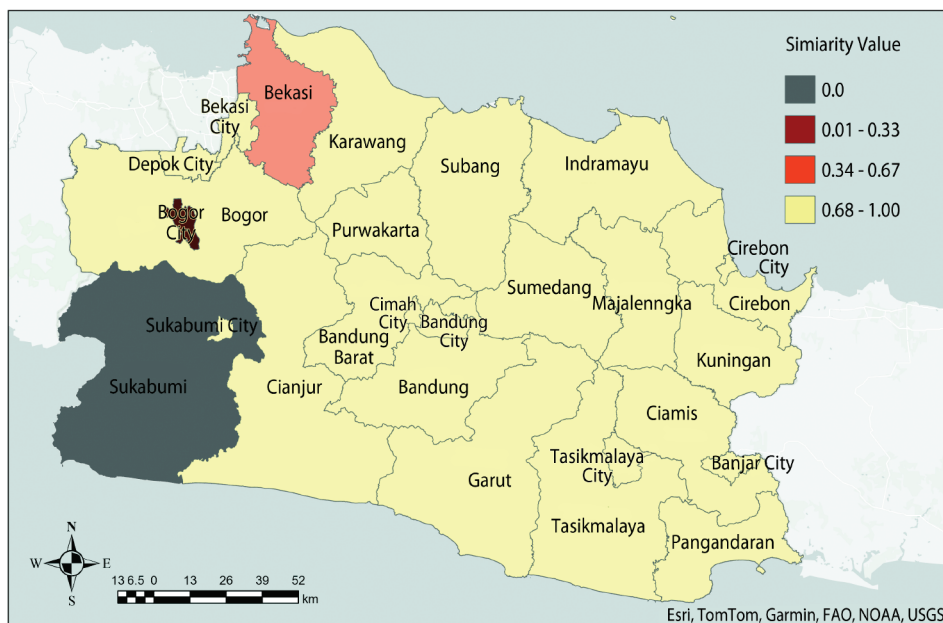 Simiarity Value
0.0
0.01 - 0.33
0.34 - 0.67
0.68 - 1.00
Bekasi
Bekasi
City
Karawang
Depok City
Subang
Indramayu
Bogor
City
Bogor
Purwakarta
Cirebon
City
Cirebon
Sumedang
Majalenngka
Cimah
City
Bandung
City
Sukabumi City
Bandung
Barat
Kuningan
Sukabumi
Cianjur
Bandung
Ciamis
Tasikmalaya
City
Banjar City
Garut
Tasikmalaya
Pangandaran
N
W
E
S
13 6.5 0 13 26 39 52
km
Esri, TomTom, Garmin, FAO, NOAA, USGS